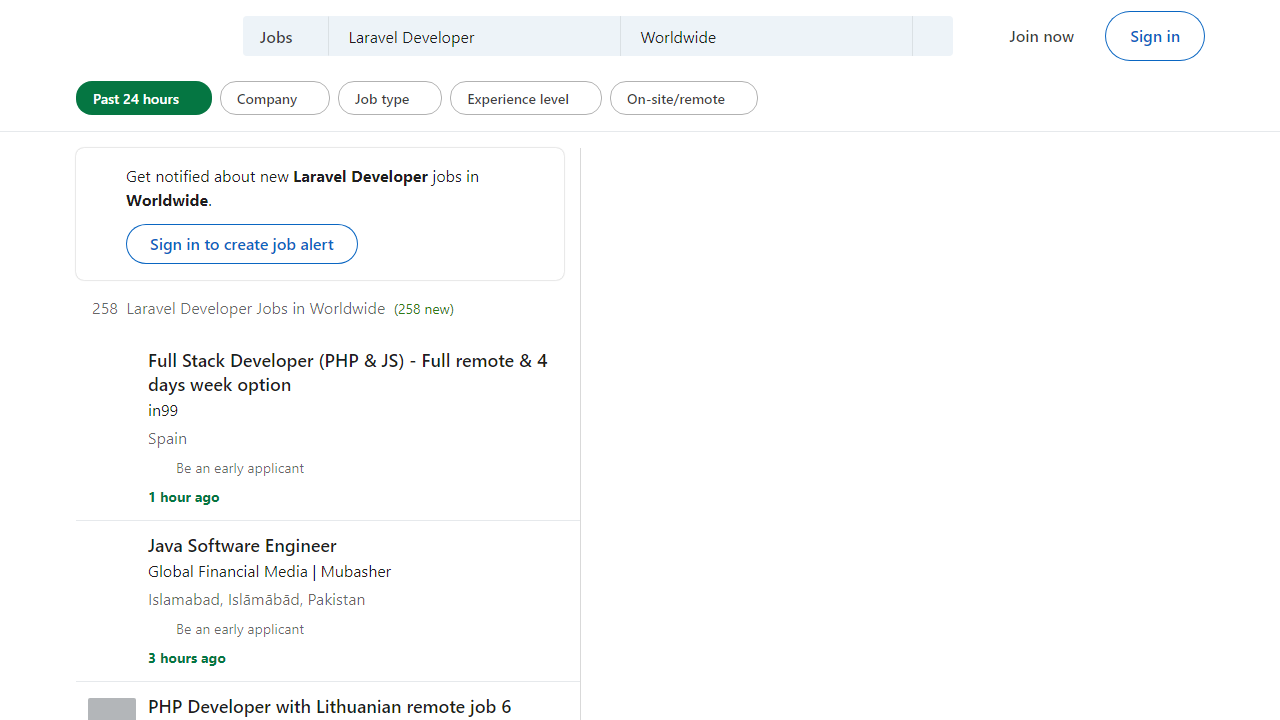 Jobs
Laravel Developer
Worldwide
Join now
Sign in
Past 24 hours
Company
Job type
Experience level
On-site/remote
Get notified about new Laravel Developer jobs in
Worldwide.
Sign in to create job alert
258 Laravel Developer Jobs in Worldwide (258 new)
Full Stack Developer (PHP & JS) - Full remote & 4
days week option
in99
Spain
Be an early applicant
1 hour ago
Java Software Engineer
Global Financial Media | Mubasher
Islamabad, Islāmābād, Pakistan
Be an early applicant
3 hours ago
PHP Developer with Lithuanian remote job 6